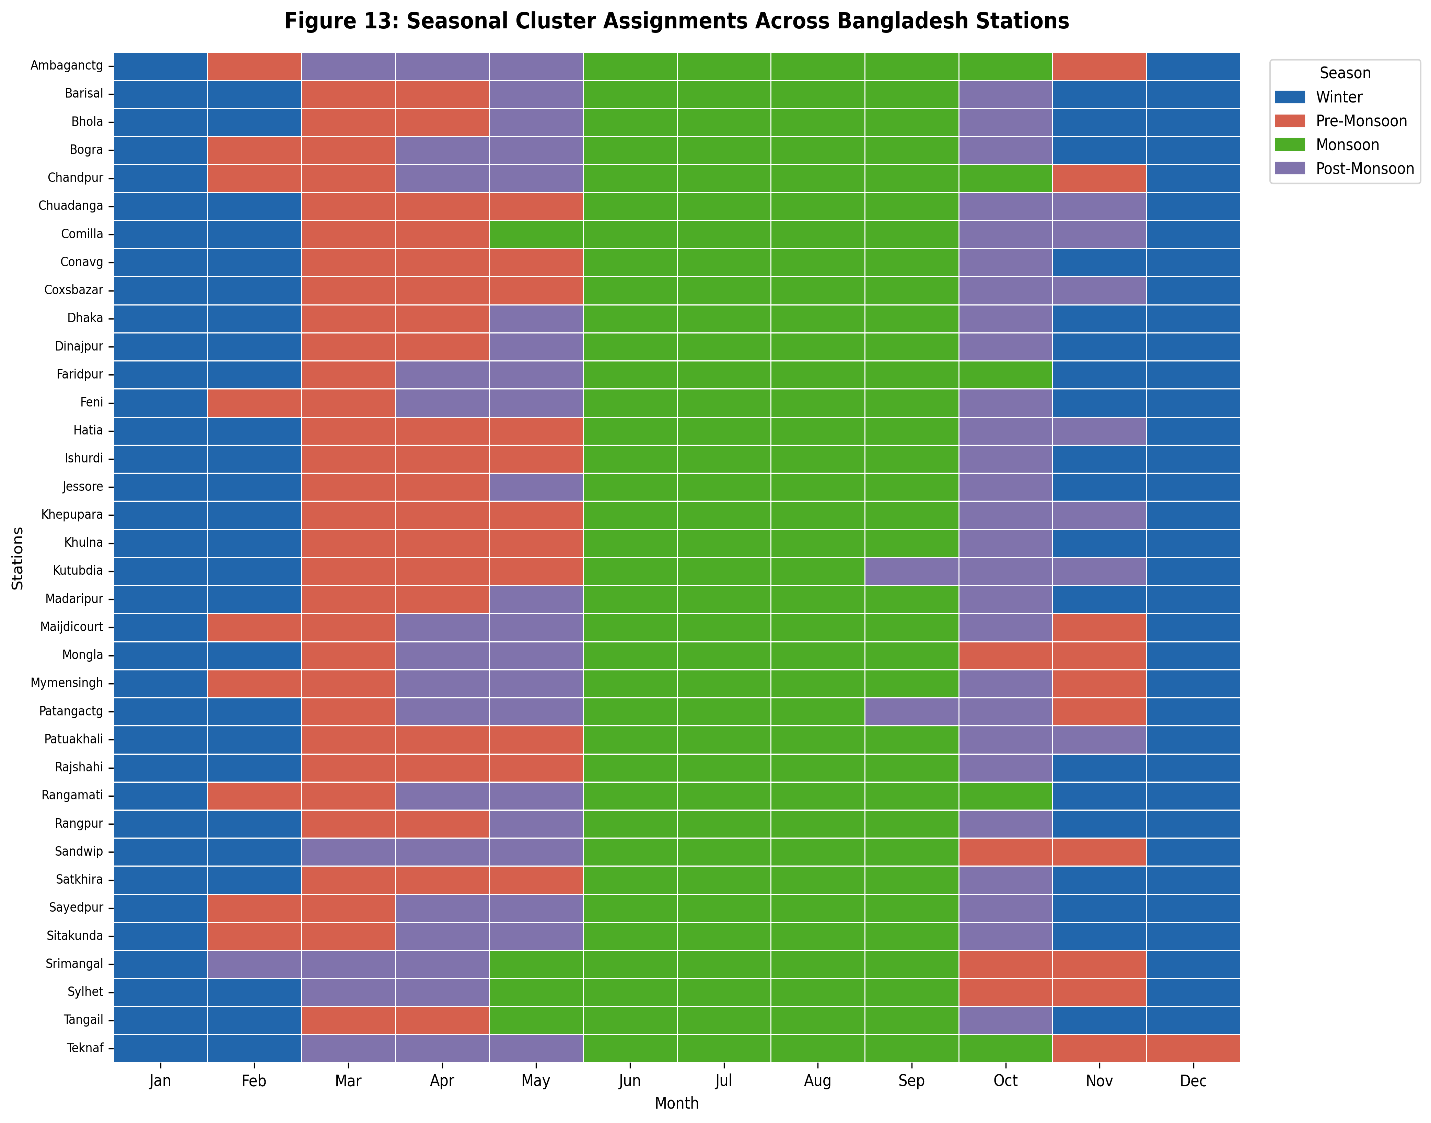 Figure 13: Seasonal Cluster Assignments Across Bangladesh Stations
Season
Winter
Pre-Monsoon
Monsoon
Post-Monsoon
Stations
Ambaganctg
Barisal
Bhola
Bogra
Chandpur
Chuadanga
Comilla
Conavg
Coxsbazar
Dhaka
Dinajpur
Faridpur
Feni
Hatia
Ishurdi
Jessore
Khepupara
Khulna
Kutubdia
Madaripur
Maijdicourt
Mongla
Mymensingh
Patangactg
Patuakhali
Rajshahi
Rangamati
Rangpur
Sandwip
Satkhira
Sayedpur
Sitakunda
Srimangal
Sylhet
Tangail
Teknaf
Jan Feb Mar Apr May Jun Jul Aug Sep Oct Nov Dec
Month